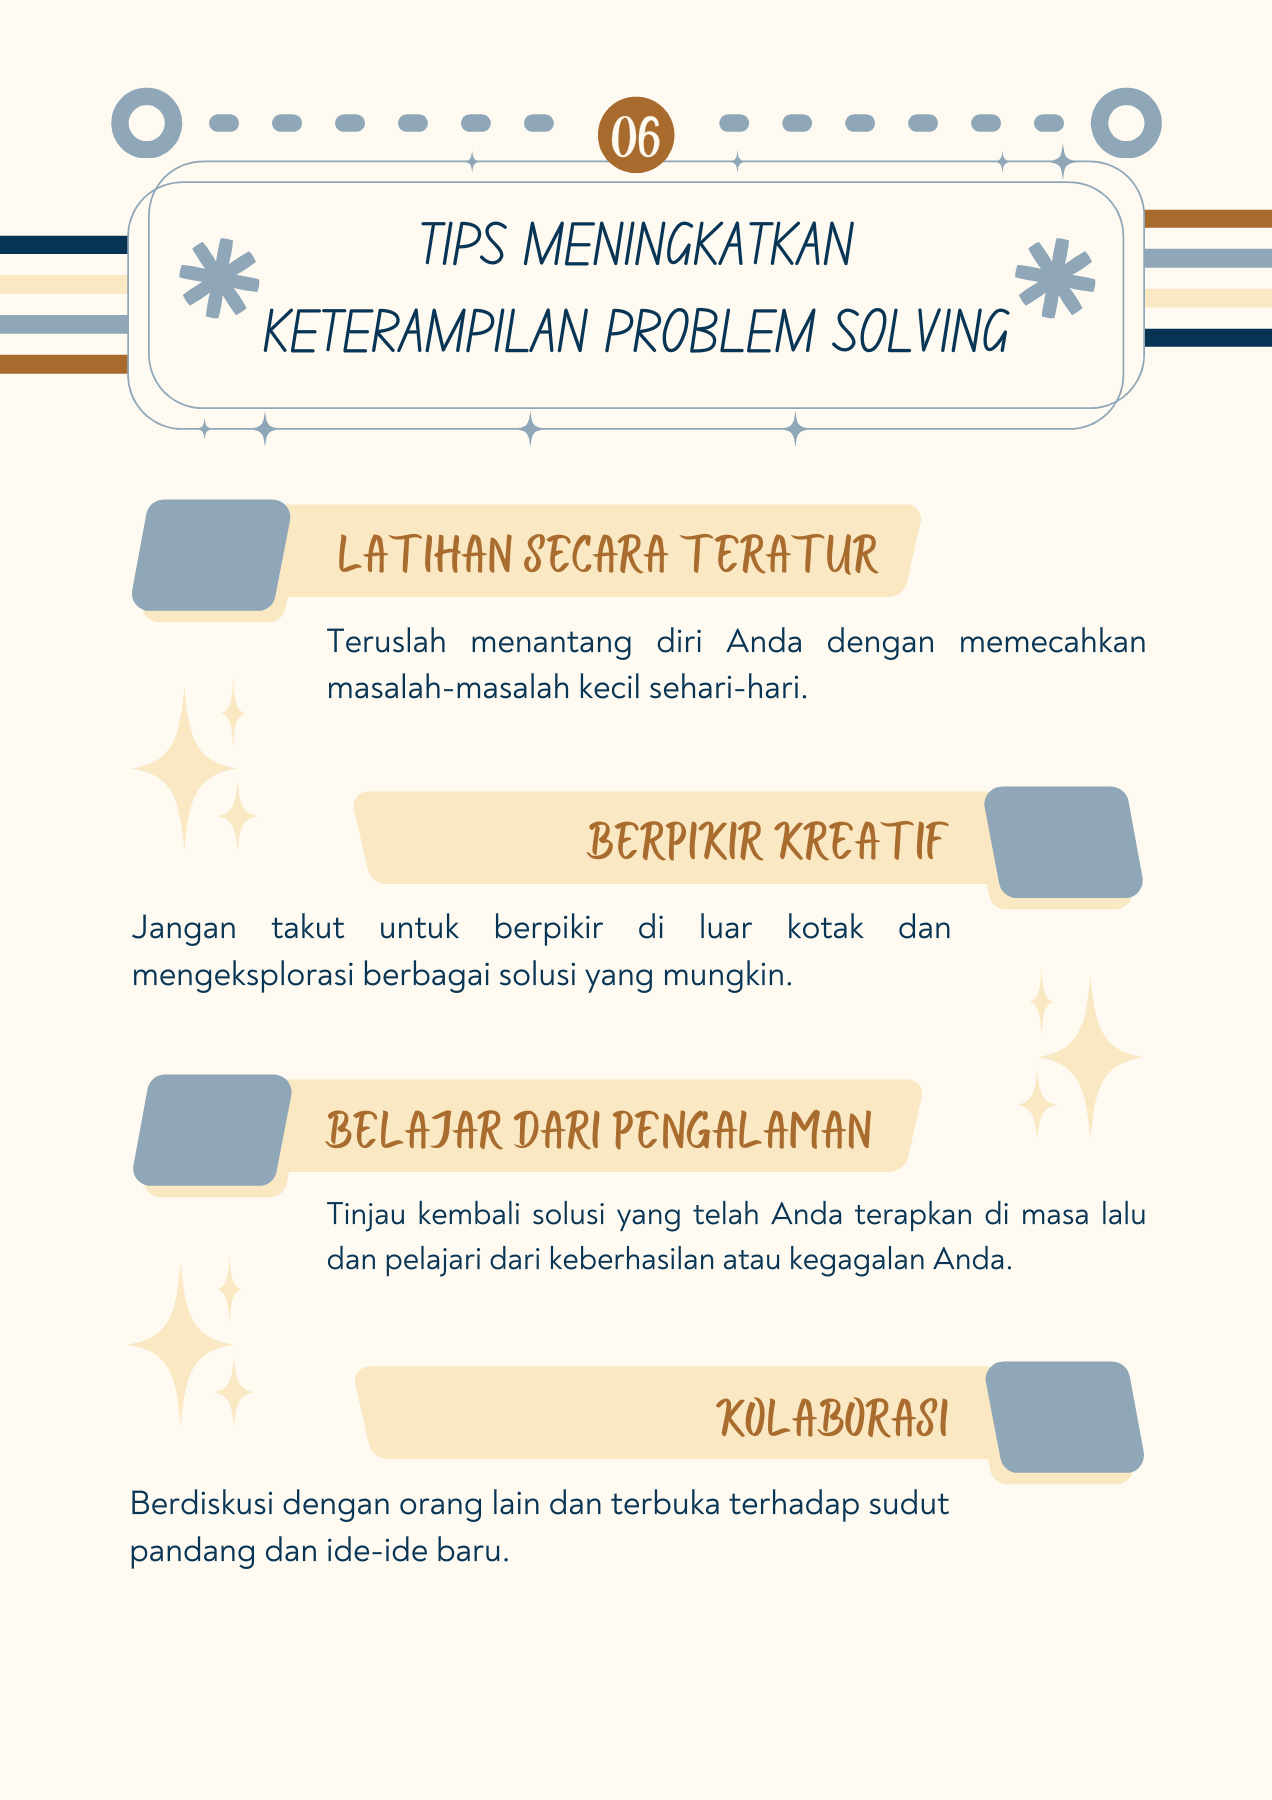 06
TIPS MENINGKATKAN
KETERAMPILAN PROBLEM SOLVING
LATIHAN SECARA TERATUR
Teruslah menantang diri Anda dengan memecahkan
masalah-masalah kecil sehari-hari.
BERPIKIR KREATIF
Jangan takut untuk berpikir di luar kotak dan
mengeksplorasi berbagai solusi yang mungkin.
BELAJAR DARI PENGALAMAN
Tinjau kembali solusi yang telah Anda terapkan di masa lalu
dan pelajari dari keberhasilan atau kegagalan Anda.
KOLABORASI
Berdiskusi dengan orang lain dan terbuka terhadap sudut
pandang dan ide-ide baru.